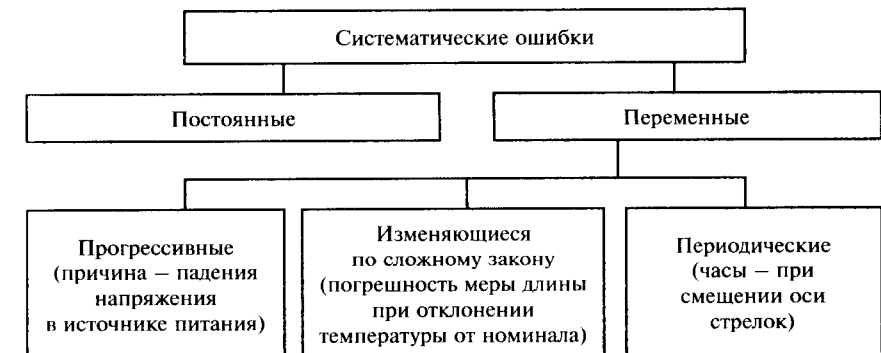 Систематические ошибки
Постоянные
Переменные
Прогрессивные
(причина – падения
напряжения
в источнике питания)
Изменяющиеся
по сложному закону
(погрешность меры длины
при отклонении
температуры от номинала)
Периодические
(часы – при
смещении оси
стрелок)